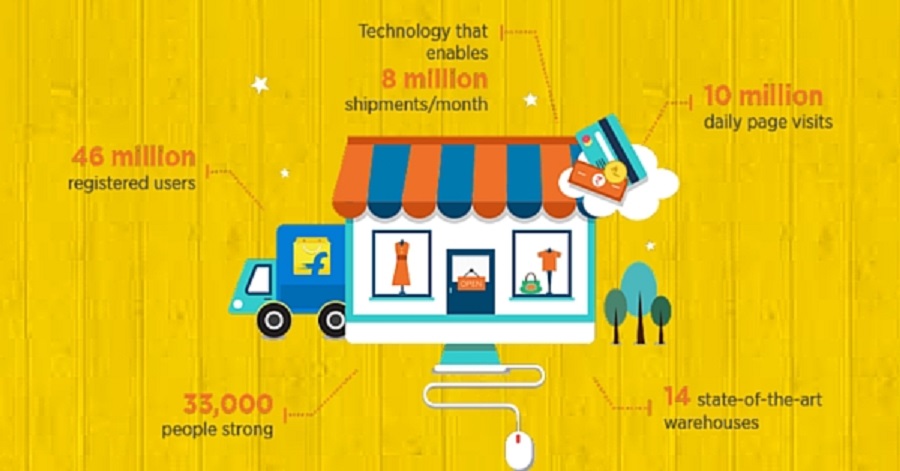 Technology that
enables
8 million
shipments/month
10 million
daily page visits
46 million
registered users
OPEN
33,000
people strong
14 state-of-the-art
warehouses